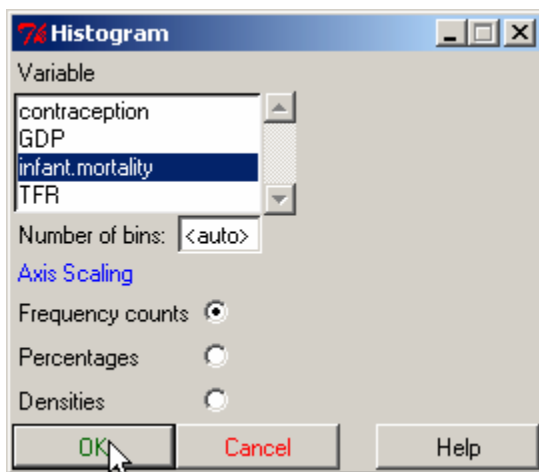 Histogram
Variable
contraception
GDP
infant.mortality
TFR
Number of bins: <auto>
Axis Scaling
Frequency counts
Percentages
Densities
OK Cancel Help